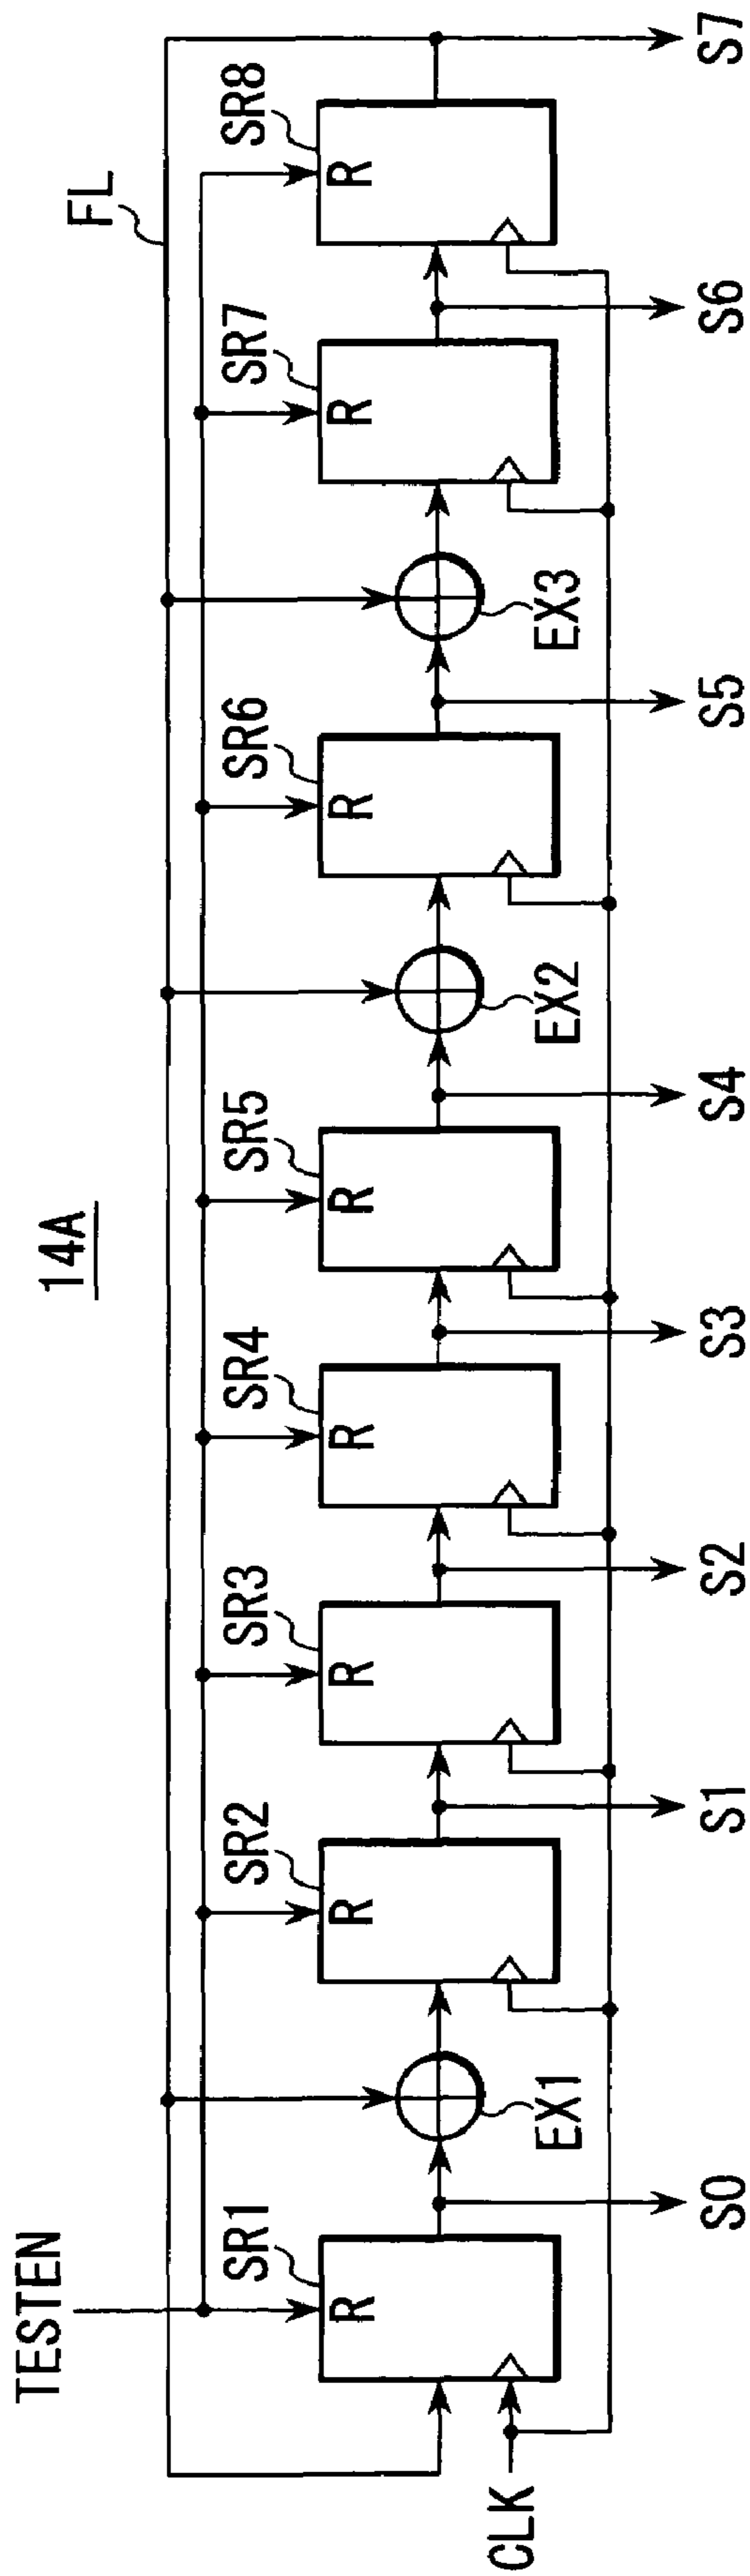 14A
FL
TESTEN
SR1
SR2
SR3
SR4
SR5
SR6
SR7
SR8
R
R
R
R
R
R
R
R
EX1
EX2
EX3
CLK
S0
S1
S2
S3
S4
S5
S6
S7